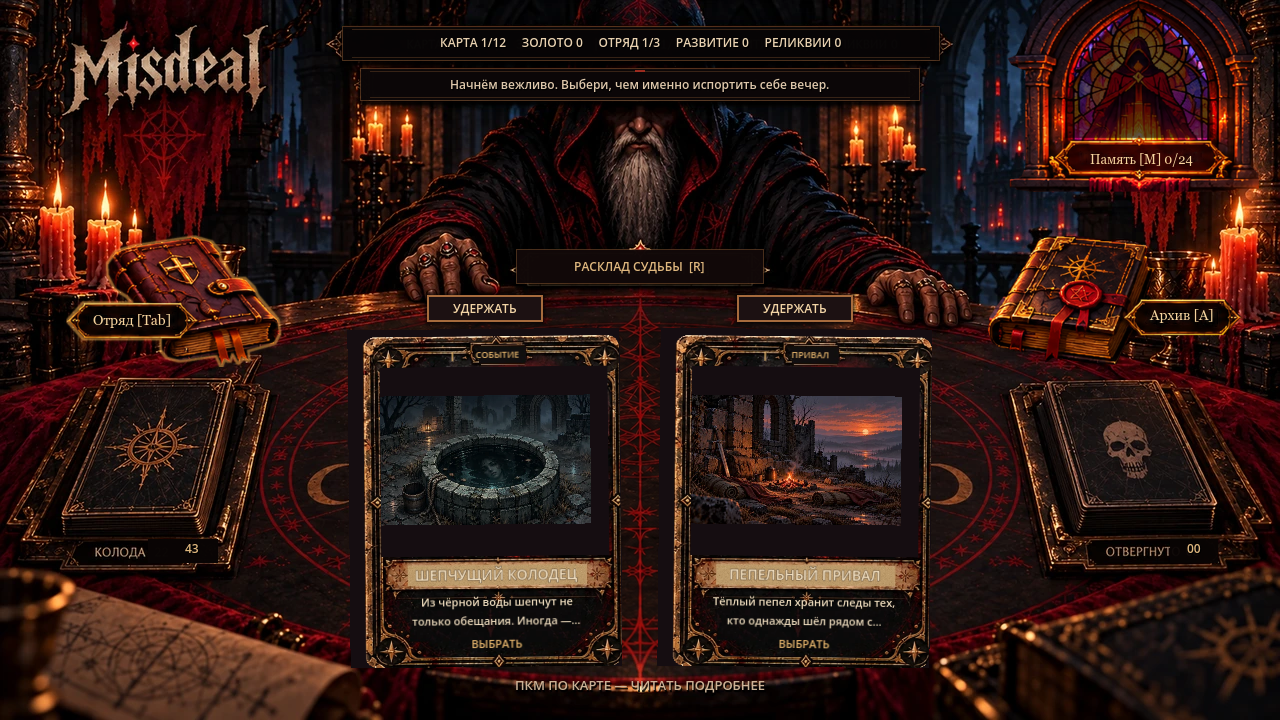 Misdeal
КАРТА 1/12 ЗОЛОТО 0 ОТРЯД 1/3 РАЗВИТИЕ 0 РЕЛИКВИИ 0
Начнём вежливо. Выбери, чем именно испортить себе вечер.
Память [M] 0/24
РАСКЛАД СУДЬБЫ [R]
Отряд [Tab]
УДЕРЖАТЬ
УДЕРЖАТЬ
Архив [A]
СОБЫТИЕ
ПРИВАЛ
КОЛОДА 43
ОТВЕРГНУТ 00
ШЕПЧУЩИЙ КОЛОДЕЦ
Из чёрной воды шепчут не
только обещания. Иногда —...
ВЫБРАТЬ
ПЕПЕЛЬНЫЙ ПРИВАЛ
Тёплый пепел хранит следы тех,
кто однажды шёл рядом с...
ВЫБРАТЬ
ПКМ ПО КАРТЕ — ЧИТАТЬ ПОДРОБНЕЕ